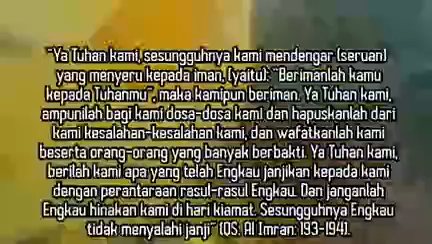 "Ya Tuhan kami, sesungguhnya kami mendengar (seruan)
yang menyeru kepada iman, (yaitu): "Berimanlah kamu
kepada Tuhanmu", maka kamipun beriman. Ya Tuhan kami,
ampunilah bagi kami dosa-dosa kami dan hapuskanlah dari
kami kesalahan-kesalahan kami, dan wafatkanlah kami
beserta orang-orang yang banyak berbakti. Ya Tuhan kami,
berilah kami apa yang telah Engkau janjikan kepada kami
dengan perantaraan rasul-rasul Engkau. Dan janganlah
Engkau hinakan kami di hari kiamat. Sesungguhnya Engkau
tidak menyalahi janji" (QS. Al Imran: 193-194).